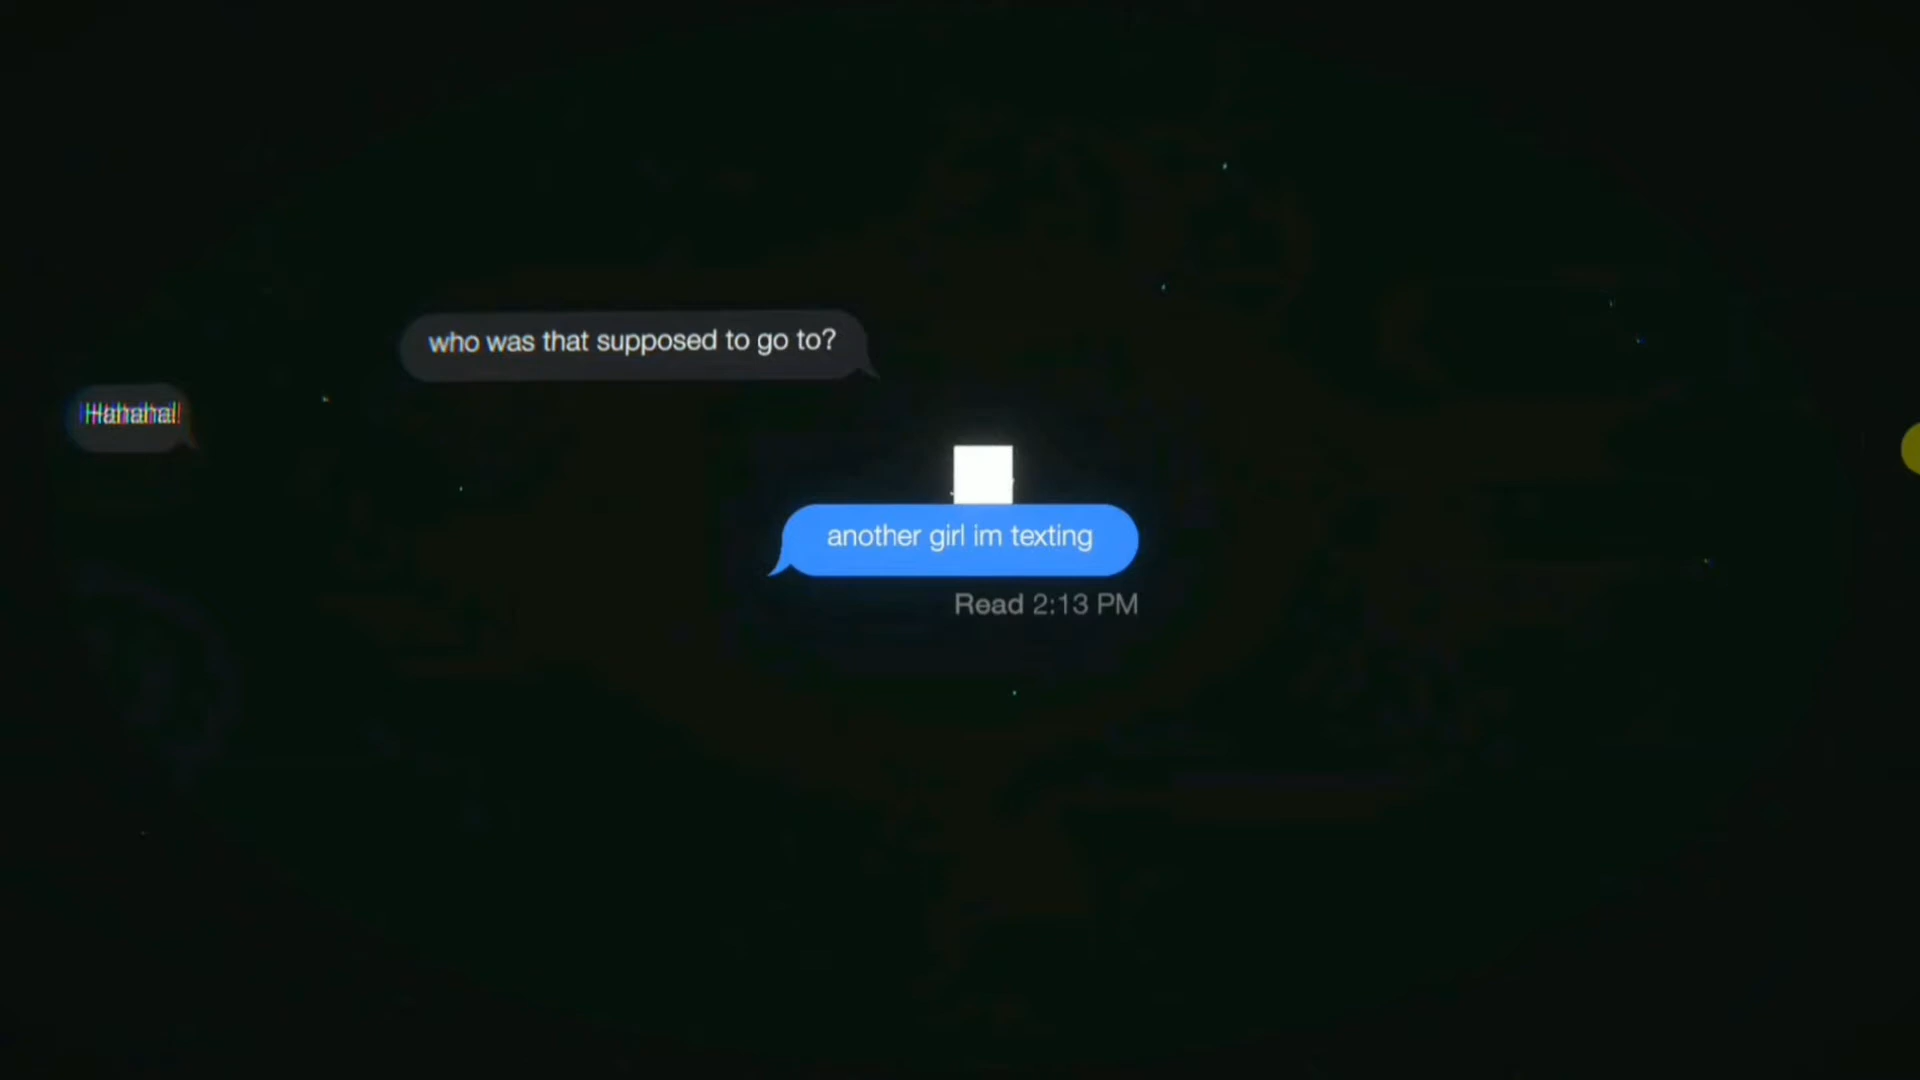 who was that supposed to go to?
Hahaha!!
another girl im texting
Read 2:13 PM